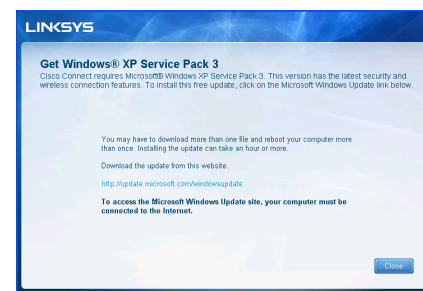 LINKSYS
Get Windows® XP Service Pack 3
Cisco Connect requires Microsoft® Windows XP Service Pack 3. This version has the latest security and
wireless connection features. To install this free update, click on the Microsoft Windows Update link below.
You may have to download more than one file and reboot your computer more
than once. Installing the update can take an hour or more.
Download the update from this website.
http://update.microsoft.com/windowsupdate
To access the Microsoft Windows Update site, your computer must be
connected to the Internet.
Close